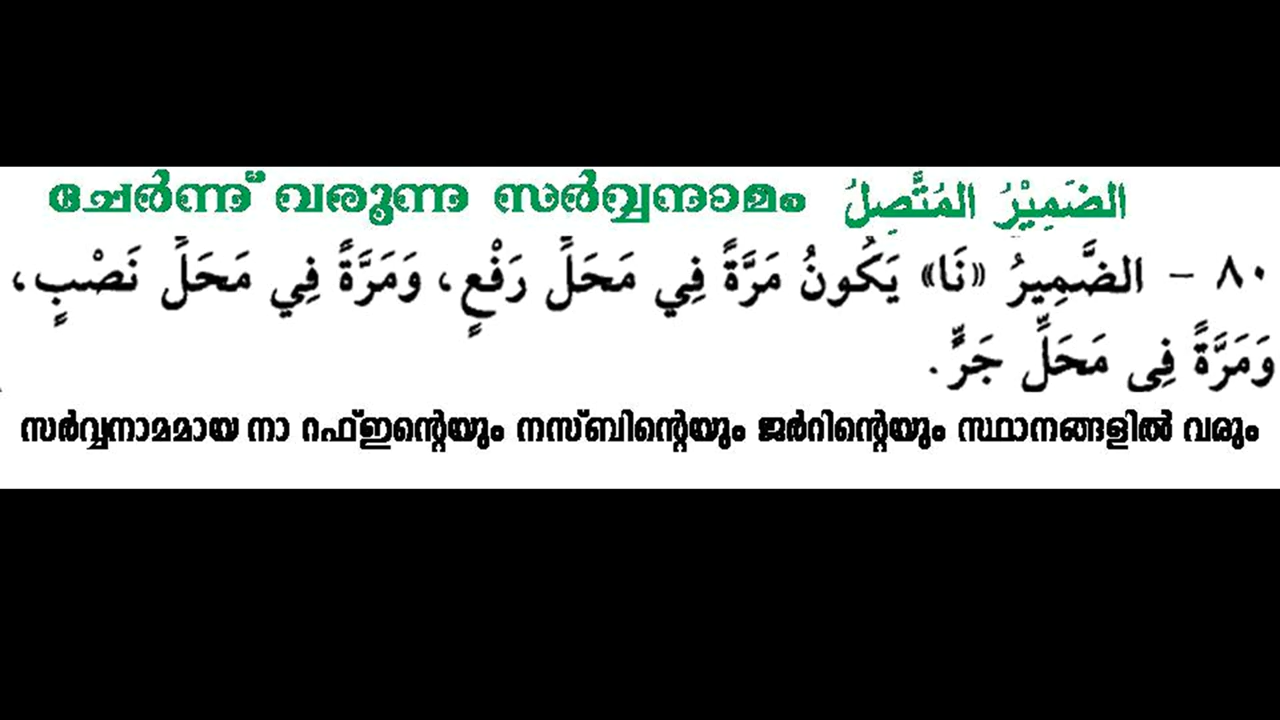 ചേർന്ന് വരുന്ന സർവ്വനാമം الضَمِيْرُ المُتَّصِلُ
٨٠ - الضَّمِيرُ «نَا» يَكُونُ مَرَّةً فِي مَحَلِّ رَفْعٍ، وَمَرَّةً فِي مَحَلِّ نَصْبٍ،
وَمَرَّةً فِى مَحَلِّ جَرٍّ.
സർവ്വനാമമായ നാ റഫ്ഇന്റെയും നസ്ബിന്റെയും ജർറിന്റെയും സ്ഥാനങ്ങളിൽ വരും